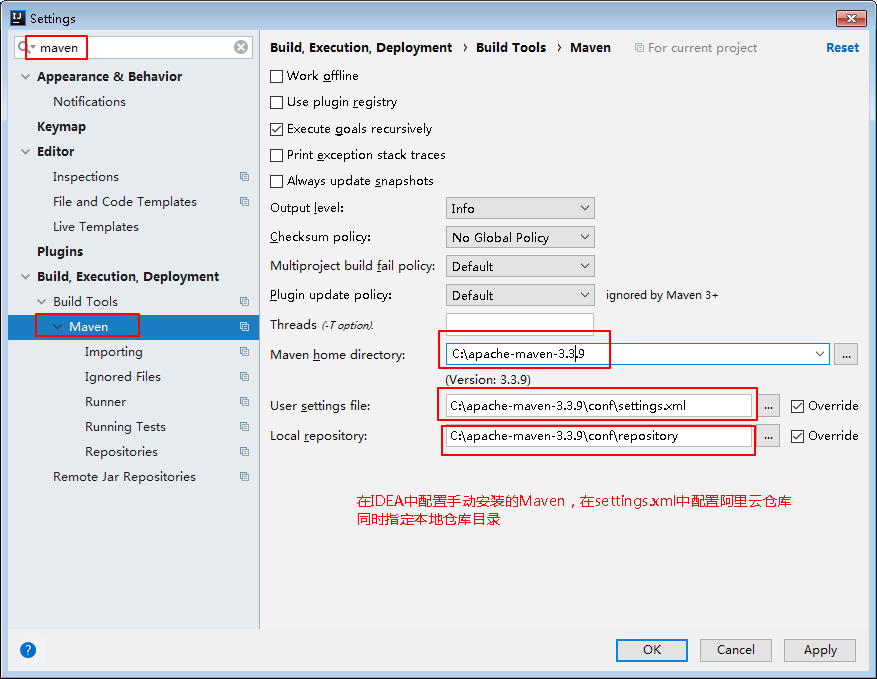 Settings
maven
Appearance & Behavior
Notifications
Keymap
Editor
Inspections
File and Code Templates
Live Templates
Plugins
Build, Execution, Deployment
Build Tools
Maven
Importing
Ignored Files
Runner
Running Tests
Repositories
Remote Jar Repositories
Build, Execution, Deployment › Build Tools › Maven For current project Reset
Work offline
Use plugin registry
Execute goals recursively
Print exception stack traces
Always update snapshots
Output level: Info
Checksum policy: No Global Policy
Multiproject build fail policy: Default
Plugin update policy: Default ignored by Maven 3+
Threads (-T option).
Maven home directory: C:\apache-maven-3.3.9 ...
(Version: 3.3.9)
User settings file: C:\apache-maven-3.3.9\conf\settings.xml ... Override
Local repository: C:\apache-maven-3.3.9\conf\repository ... Override
在IDEA中配置手动安装的Maven，在settings.xml中配置阿里云仓库
同时指定本地仓库目录
? OK Cancel Apply